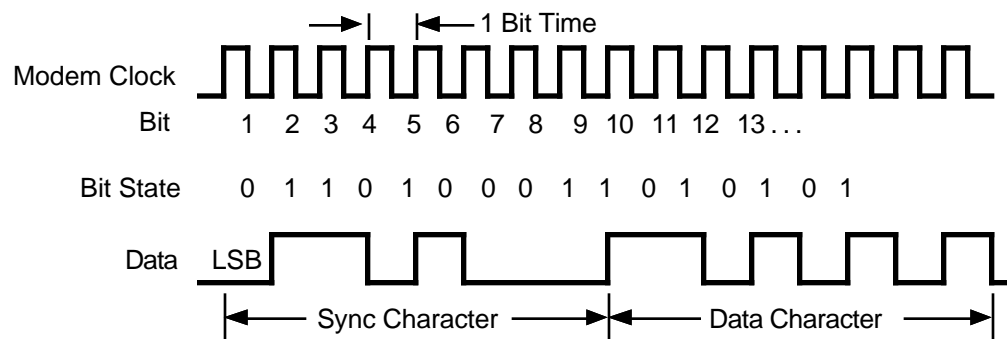 1 Bit Time
Modem Clock
Bit 1 2 3 4 5 6 7 8 9 10 11 12 13 . . .
Bit State 0 1 1 0 1 0 0 0 1 1 0 1 0 1 0 1
Data LSB
Sync Character Data Character